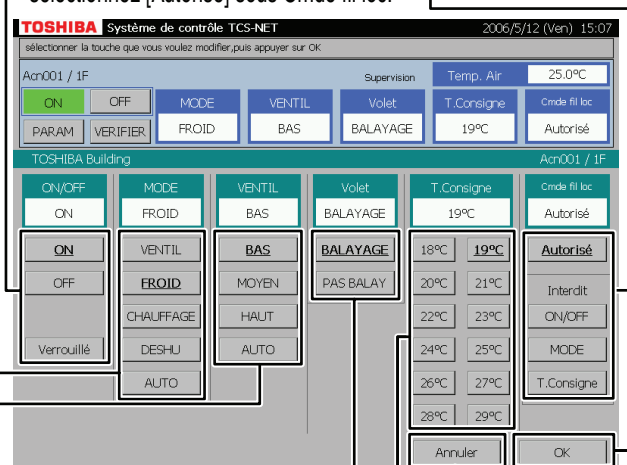 sélectionnez [Autorisé] sous Cmde fil loc.
TOSHIBA Système de contrôle TCS-NET 2006/5/12 (Ven) 15:07
sélectionner la touche que vous voulez modifier,puis appuyer sur OK
Acn001 / 1F Supervision Temp. Air 25.0°C
ON OFF MODE VENTIL Volet T.Consigne Cmde fil loc
PARAM VERIFIER FROID BAS BALAYAGE 19°C Autorisé
TOSHIBA Building Acn001 / 1F
ON/OFF MODE VENTIL Volet T.Consigne Cmde fil loc
ON FROID BAS BALAYAGE 19°C Autorisé
ON VENTIL BAS BALAYAGE 18°C 19°C Autorisé
OFF FROID MOYEN PAS BALAY 20°C 21°C Interdit
CHAUFFAGE HAUT 22°C 23°C ON/OFF
Verrouillé DESHU AUTO 24°C 25°C MODE
AUTO 26°C 27°C T.Consigne
28°C 29°C
Annuler OK